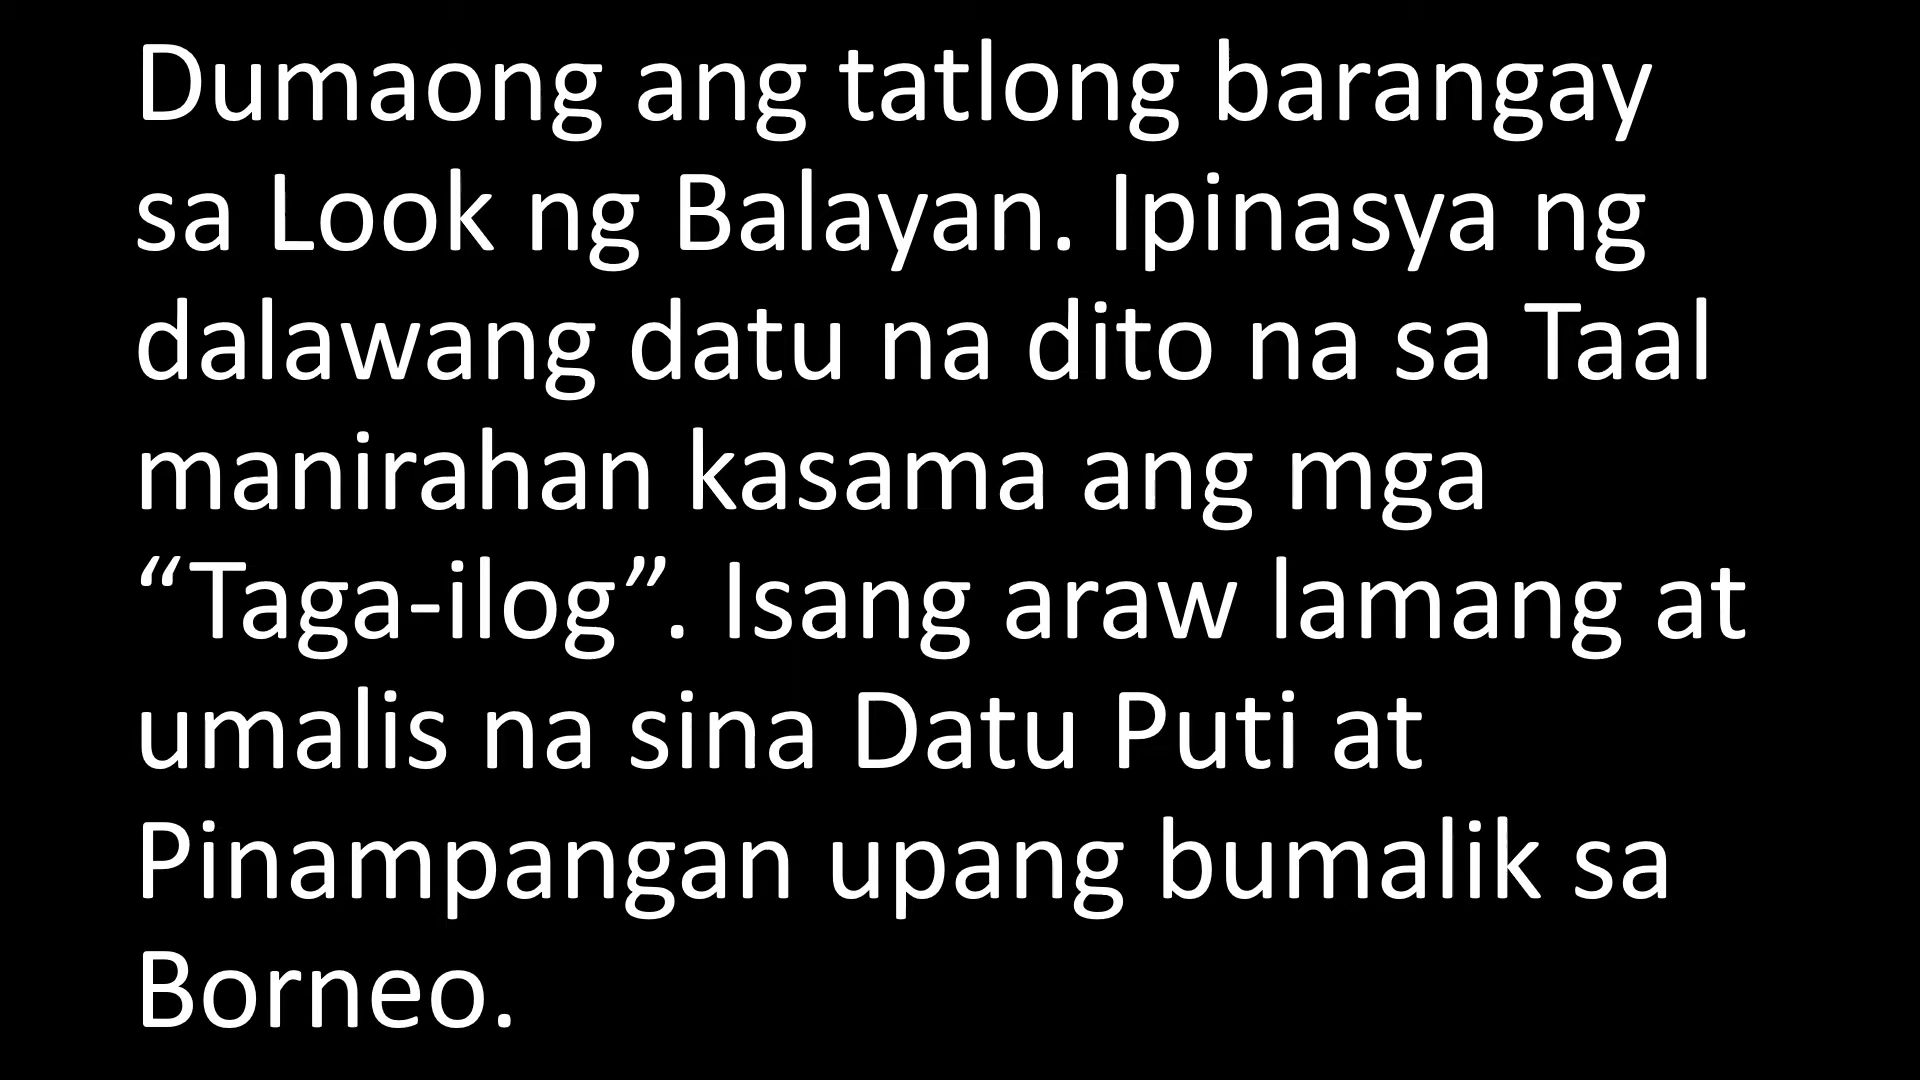 Dumaong ang tatlong barangay
sa Look ng Balayan. Ipinasya ng
dalawang datu na dito na sa Taal
manirahan kasama ang mga
“Taga-ilog”. Isang araw lamang at
umalis na sina Datu Puti at
Pinampangan upang bumalik sa
Borneo.